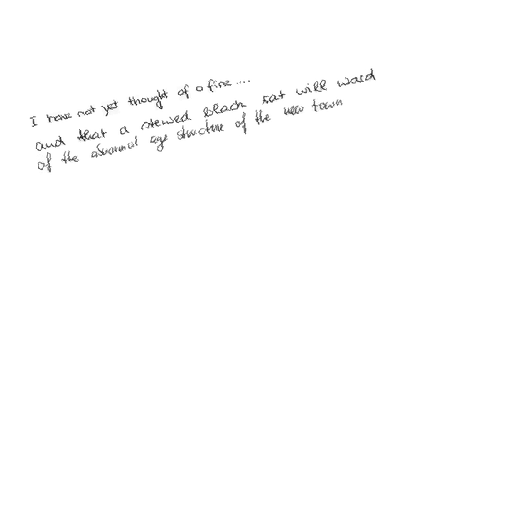 I have not yet thought of a fine....
and that a stewed black cat will ward
of the abnormal age structure of the new town